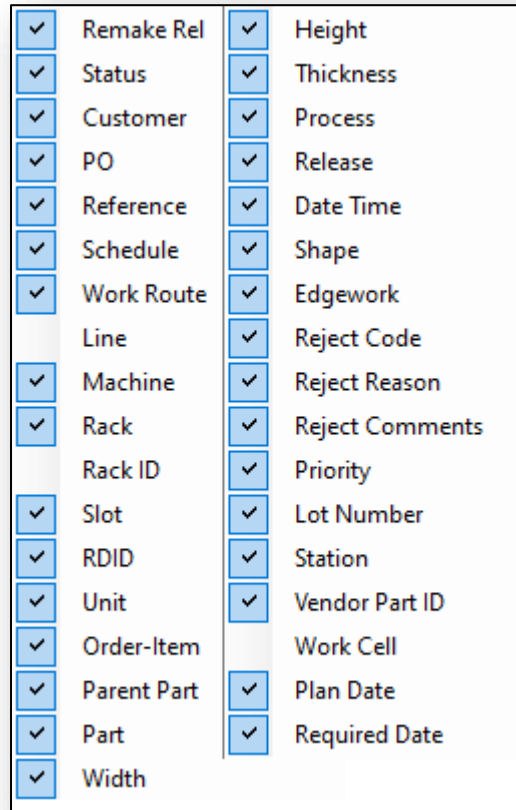 Remake Rel
Status
Customer
PO
Reference
Schedule
Work Route
Line
Machine
Rack
Rack ID
Slot
RDID
Unit
Order-Item
Parent Part
Part
Width
Height
Thickness
Process
Release
Date Time
Shape
Edgework
Reject Code
Reject Reason
Reject Comments
Priority
Lot Number
Station
Vendor Part ID
Work Cell
Plan Date
Required Date